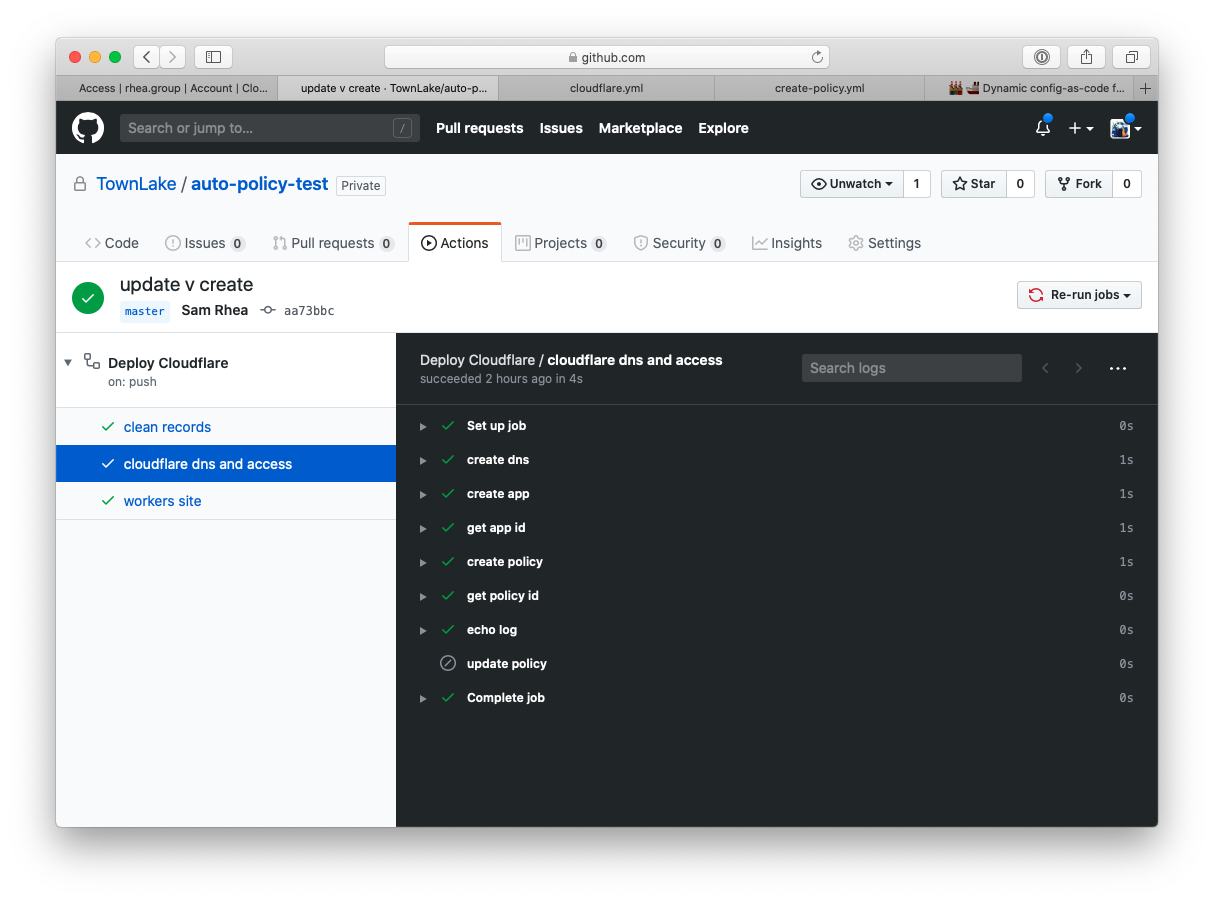 github.com
Access | rhea.group | Account | Clo...
update v create · TownLake/auto-p...
cloudflare.yml
create-policy.yml
Dynamic config-as-code f...
Search or jump to... /
Pull requests Issues Marketplace Explore
TownLake / auto-policy-test Private
Unwatch 1 Star 0 Fork 0
Code Issues 0 Pull requests 0 Actions Projects 0 Security 0 Insights Settings
update v create
master Sam Rhea aa73bbc
Re-run jobs
Deploy Cloudflare
on: push
clean records
cloudflare dns and access
workers site
Deploy Cloudflare / cloudflare dns and access
succeeded 2 hours ago in 4s
Search logs
Set up job 0s
create dns 1s
create app 1s
get app id 1s
create policy 1s
get policy id 0s
echo log 0s
update policy 0s
Complete job 0s